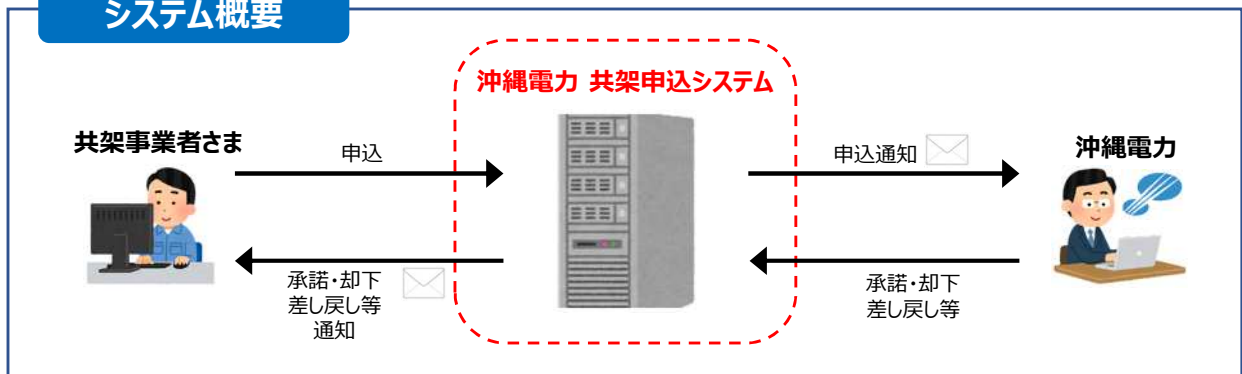 システム概要
沖縄電力 共架申込システム
共架事業者さま
申込
申込通知
沖縄電力
承諾・却下
差し戻し等
通知
承諾・却下
差し戻し等